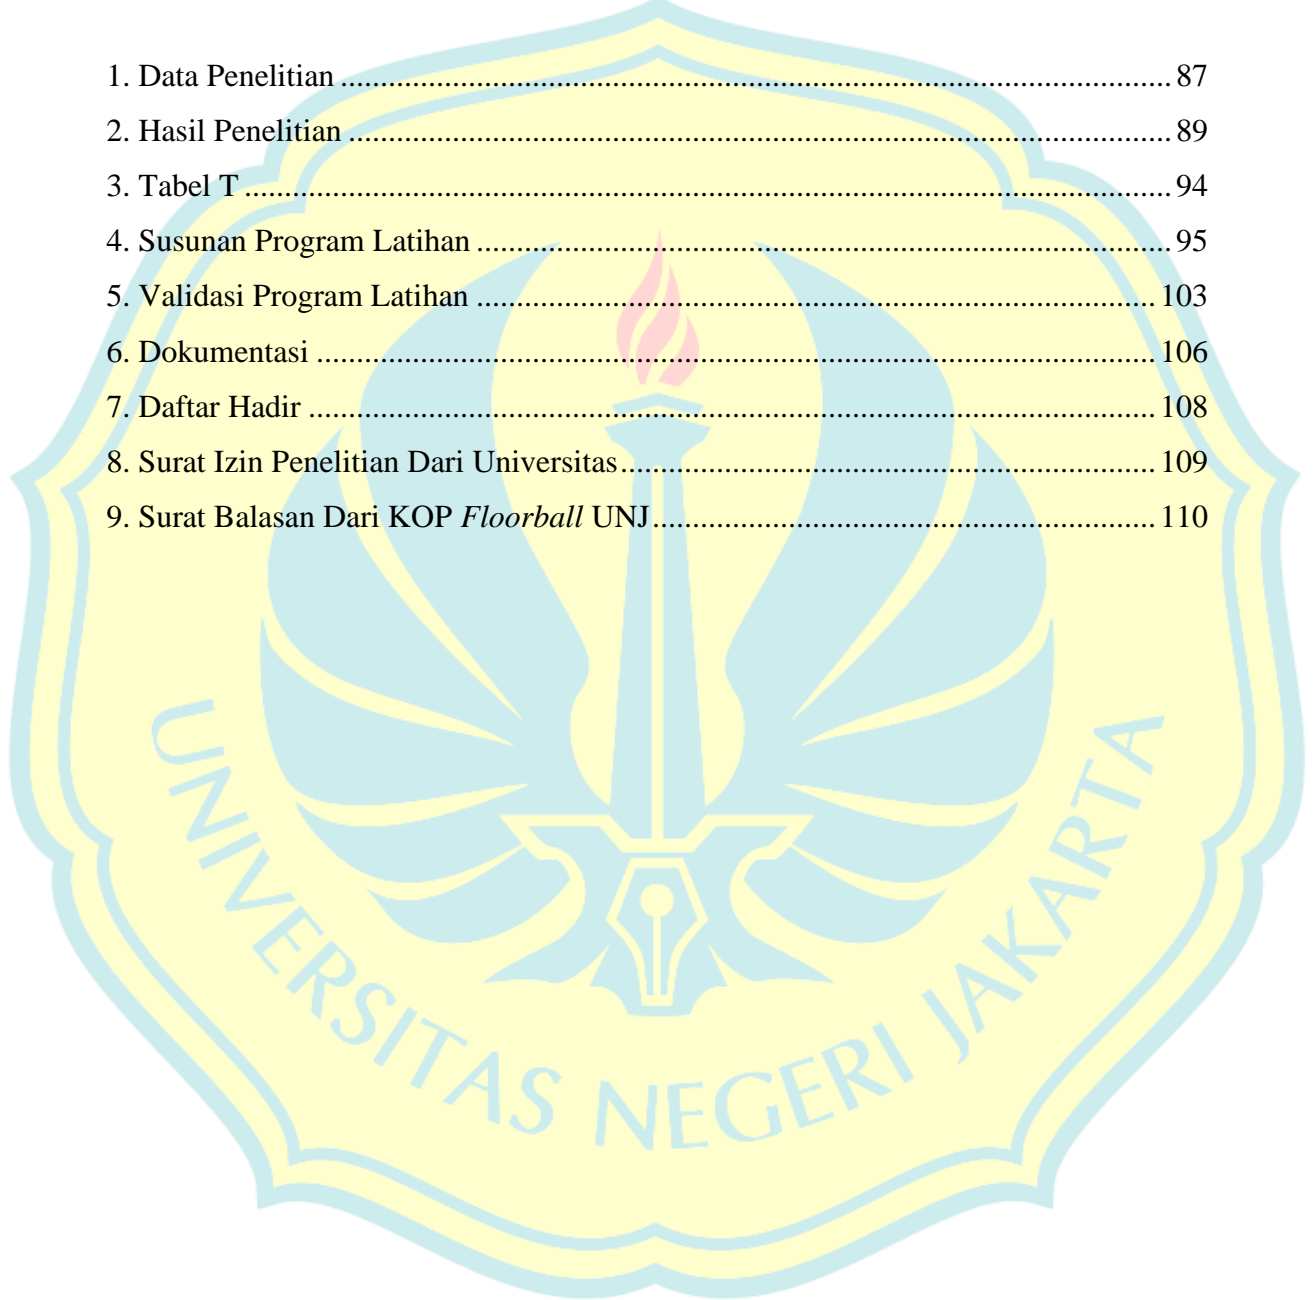 1. Data Penelitian ........................................................................................................ 87
2. Hasil Penelitian ....................................................................................................... 89
3. Tabel T .................................................................................................................... 94
4. Susunan Program Latihan ....................................................................................... 95
5. Validasi Program Latihan ..................................................................................... 103
6. Dokumentasi ......................................................................................................... 106
7. Daftar Hadir .......................................................................................................... 108
8. Surat Izin Penelitian Dari Universitas................................................................... 109
9. Surat Balasan Dari KOP Floorball UNJ............................................................... 110
UNIVERSITAS NEGERI JAKARTA